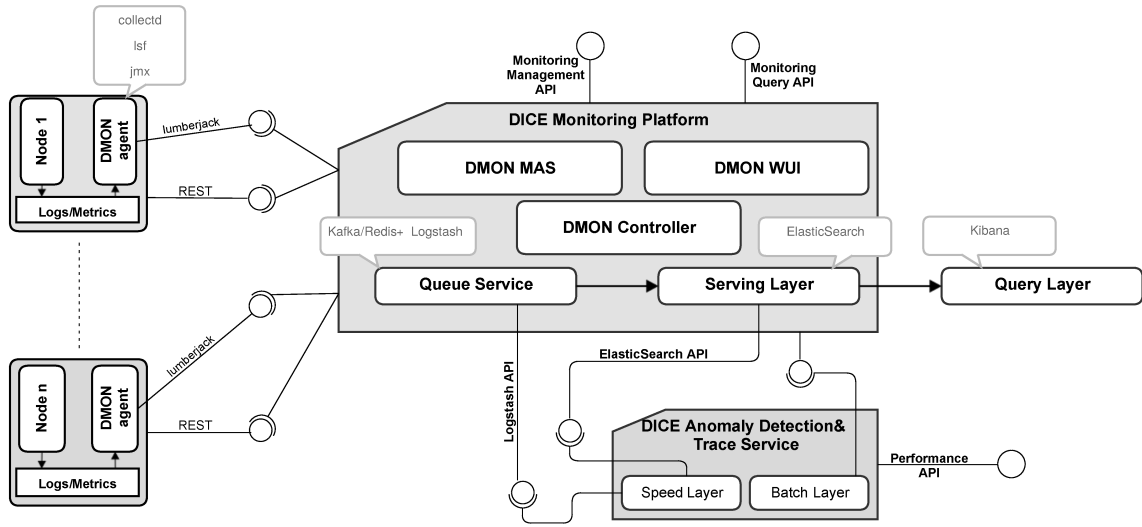 collectd
lsf
jmx
Node 1
DMON
agent
Logs/Metrics
lumberjack
REST
Monitoring
Management
API
Monitoring
Query API
DICE Monitoring Platform
DMON MAS
DMON WUI
DMON Controller
Kafka/Redis+ Logstash
ElasticSearch
Kibana
Queue Service
Serving Layer
Query Layer
Node n
DMON
agent
Logs/Metrics
lumberjack
REST
Logstash API
ElasticSearch API
DICE Anomaly Detection&
Trace Service
Speed Layer
Batch Layer
Performance
API